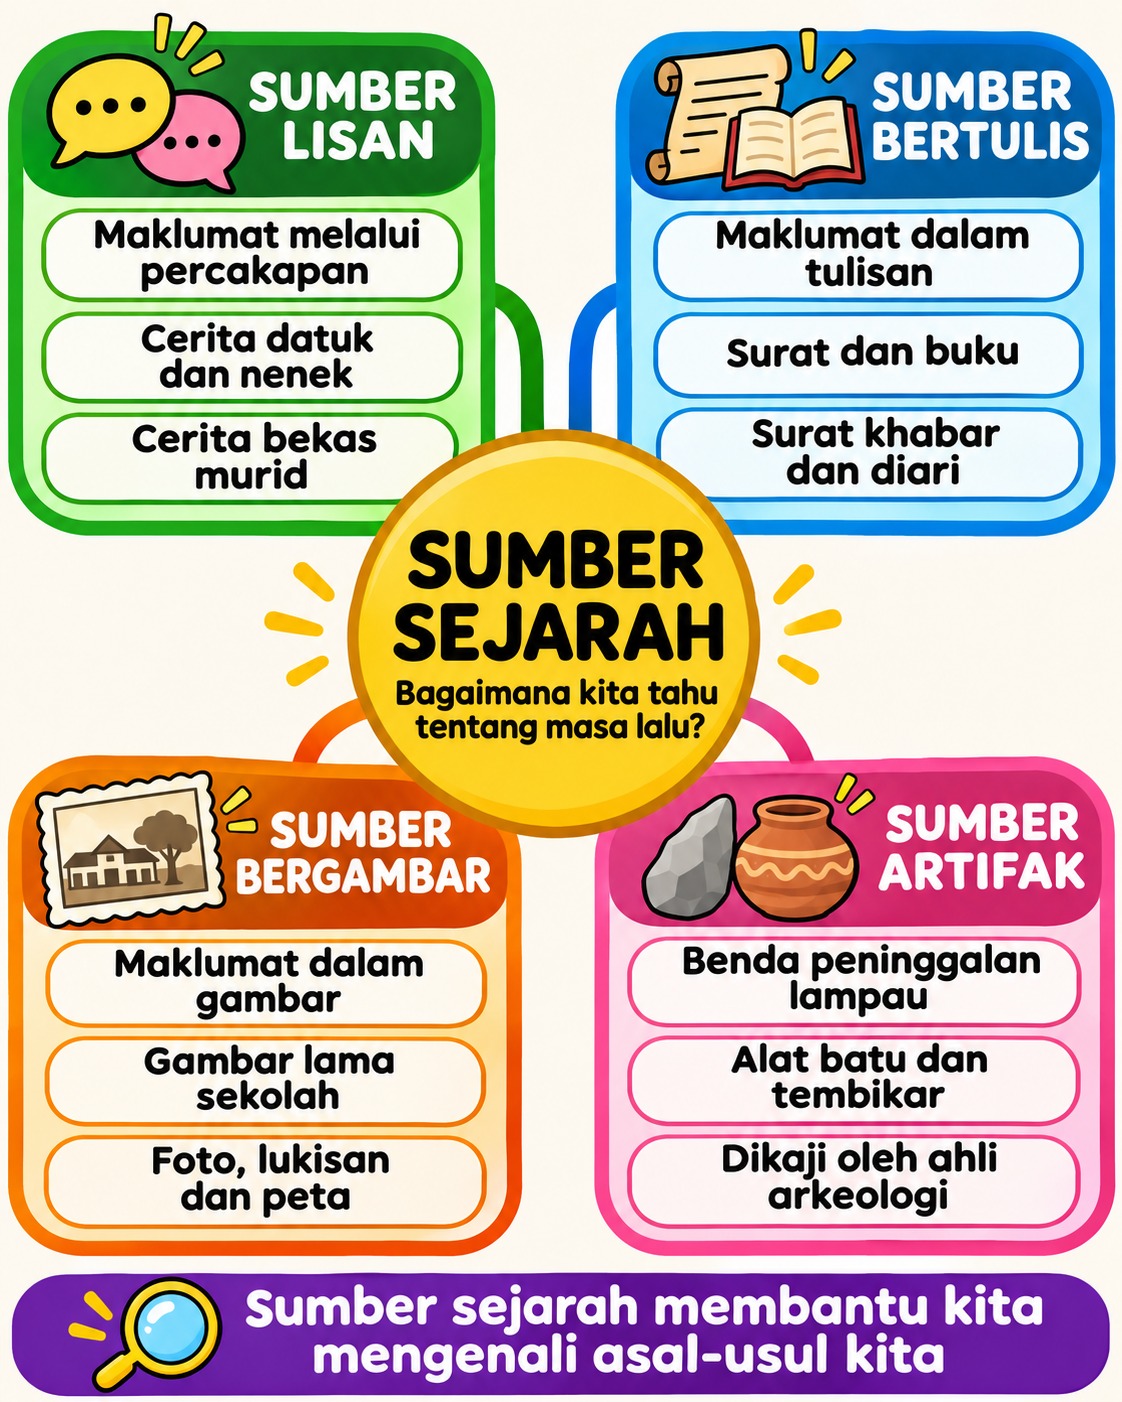 SUMBER
LISAN
Maklumat melalui
percakapan
Cerita datuk
dan nenek
Cerita bekas
murid
SUMBER
BERTULIS
Maklumat dalam
tulisan
Surat dan buku
Surat khabar
dan diari
SUMBER
SEJARAH
Bagaimana kita tahu
tentang masa lalu?
SUMBER
BERGAMBAR
Maklumat dalam
gambar
Gambar lama
sekolah
Foto, lukisan
dan peta
SUMBER
ARTIFAK
Benda peninggalan
lampau
Alat batu dan
tembikar
Dikaji oleh ahli
arkeologi
Sumber sejarah membantu kita
mengenali asal-usul kita